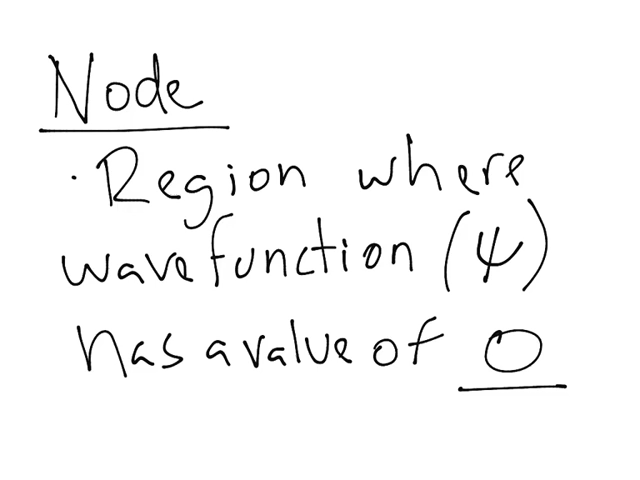 Node
· Region where
wavefunction (ψ)
has a value of 0